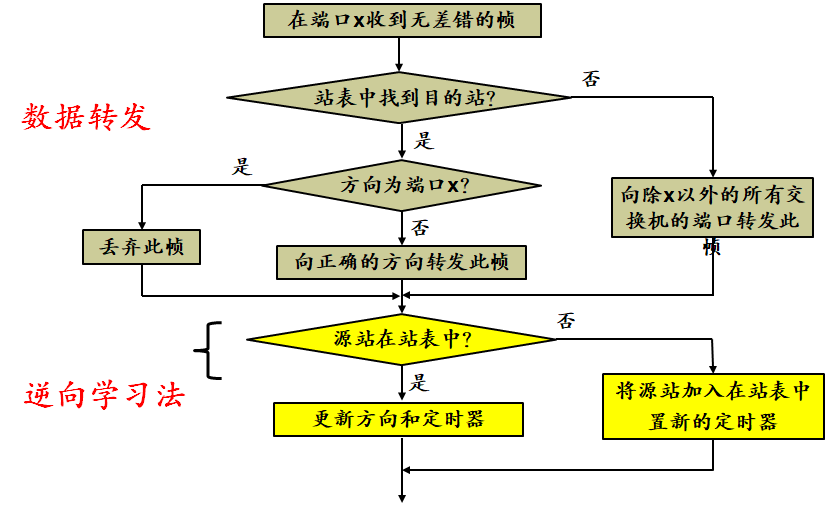 在端口x收到无差错的帧
否
站表中找到目的站?
数据转发
是
是
方向为端口x?
向除x以外的所有交
换机的端口转发此
帧
否
丢弃此帧
向正确的方向转发此帧
否
源站在站表中?
逆向学习法
是
将源站加入在站表中
置新的定时器
更新方向和定时器